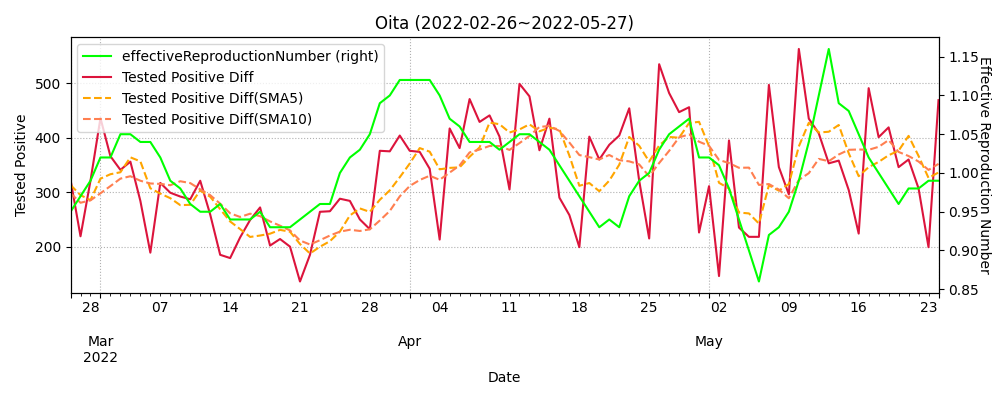 Oita (2022-02-26~2022-05-27)
effectiveReproductionNumber (right)
Tested Positive Diff
Tested Positive Diff(SMA5)
Tested Positive Diff(SMA10)
Tested Positive
500
400
300
200
1.15
1.10
1.05
1.00
0.95
0.90
0.85
Effective Reproduction Number
28 07 14 21 28 04 11 18 25 02 09 16 23
Mar Apr May
2022
Date